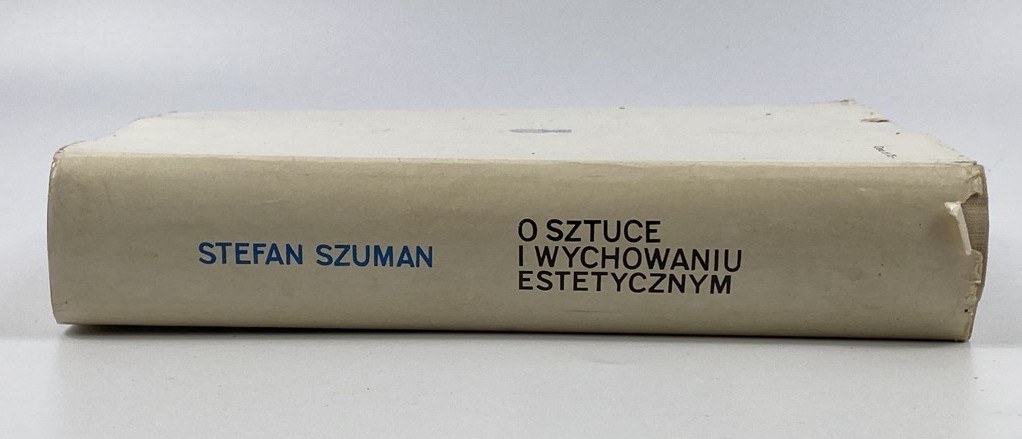 STEFAN SZUMAN
O SZTUCE
I WYCHOWANIU
ESTETYCZNYM